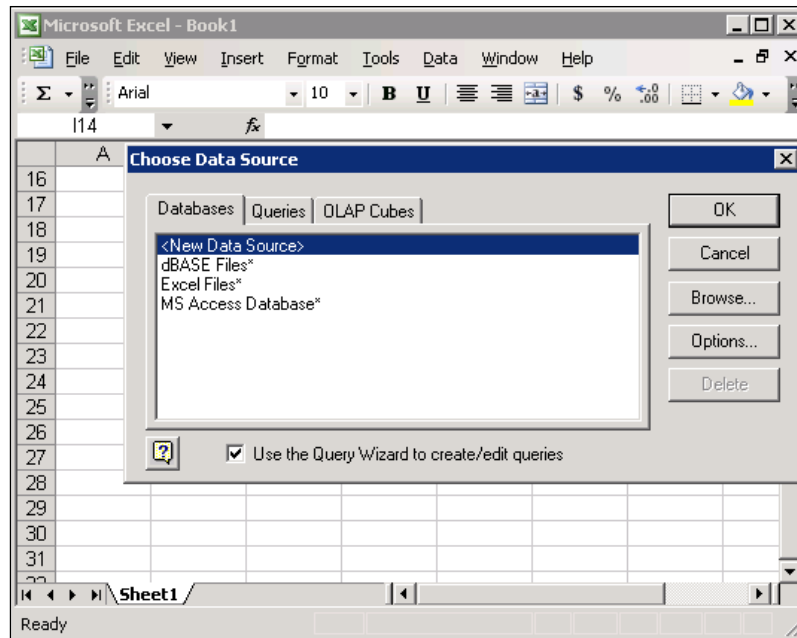 Microsoft Excel - Book1
File Edit View Insert Format Tools Data Window Help
Σ Arial 10 B U $ % .00
I14 fx
A
Choose Data Source
16
17
18
19
20
21
22
23
24
25
26
27
28
29
30
31
Databases Queries OLAP Cubes
<New Data Source>
dBASE Files*
Excel Files*
MS Access Database*
OK
Cancel
Browse...
Options...
Delete
Use the Query Wizard to create/edit queries
Sheet1
Ready